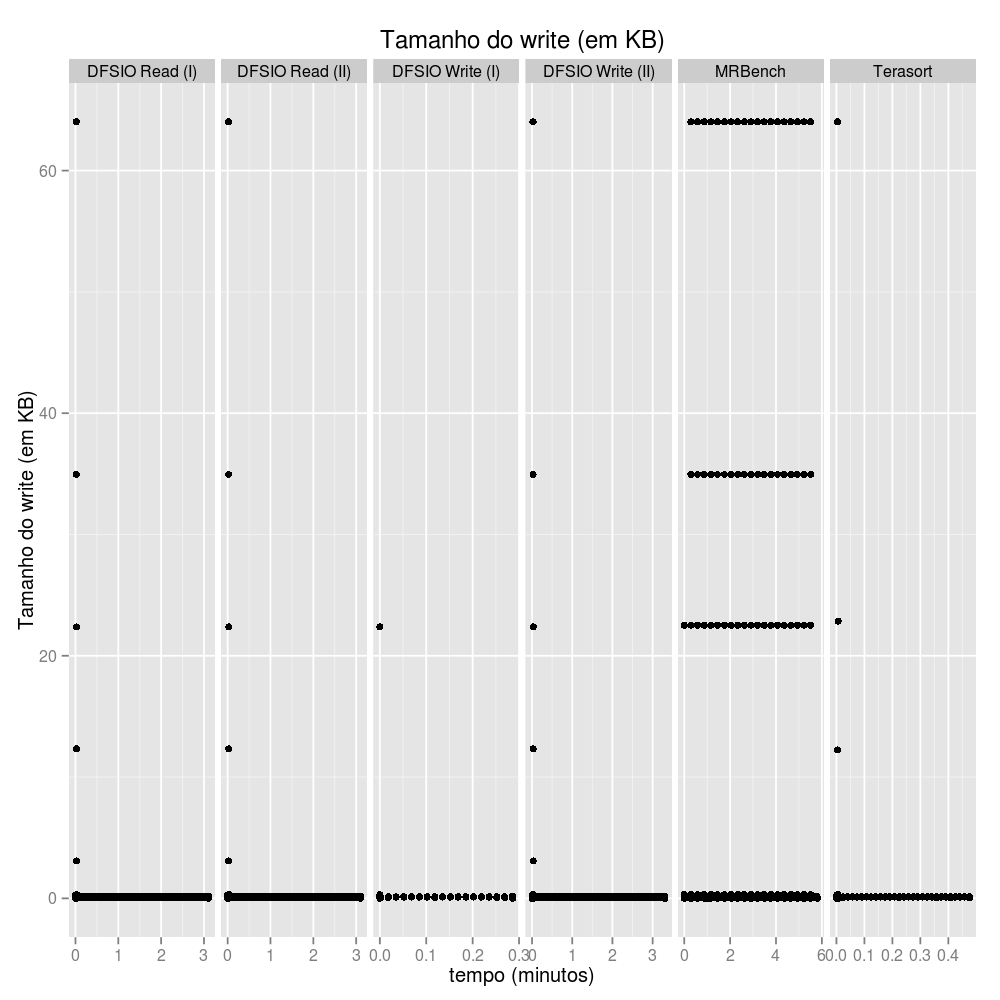 Tamanho do write (em KB)
DFSIO Read (I) DFSIO Read (II) DFSIO Write (I) DFSIO Write (II) MRBench Terasort
Tamanho do write (em KB)
60
40
20
0
0 1 2 3 0 1 2 3 0.0 0.1 0.2 0.3 0 1 2 3 0 2 4 6 0.0 0.1 0.2 0.3 0.4
tempo (minutos)